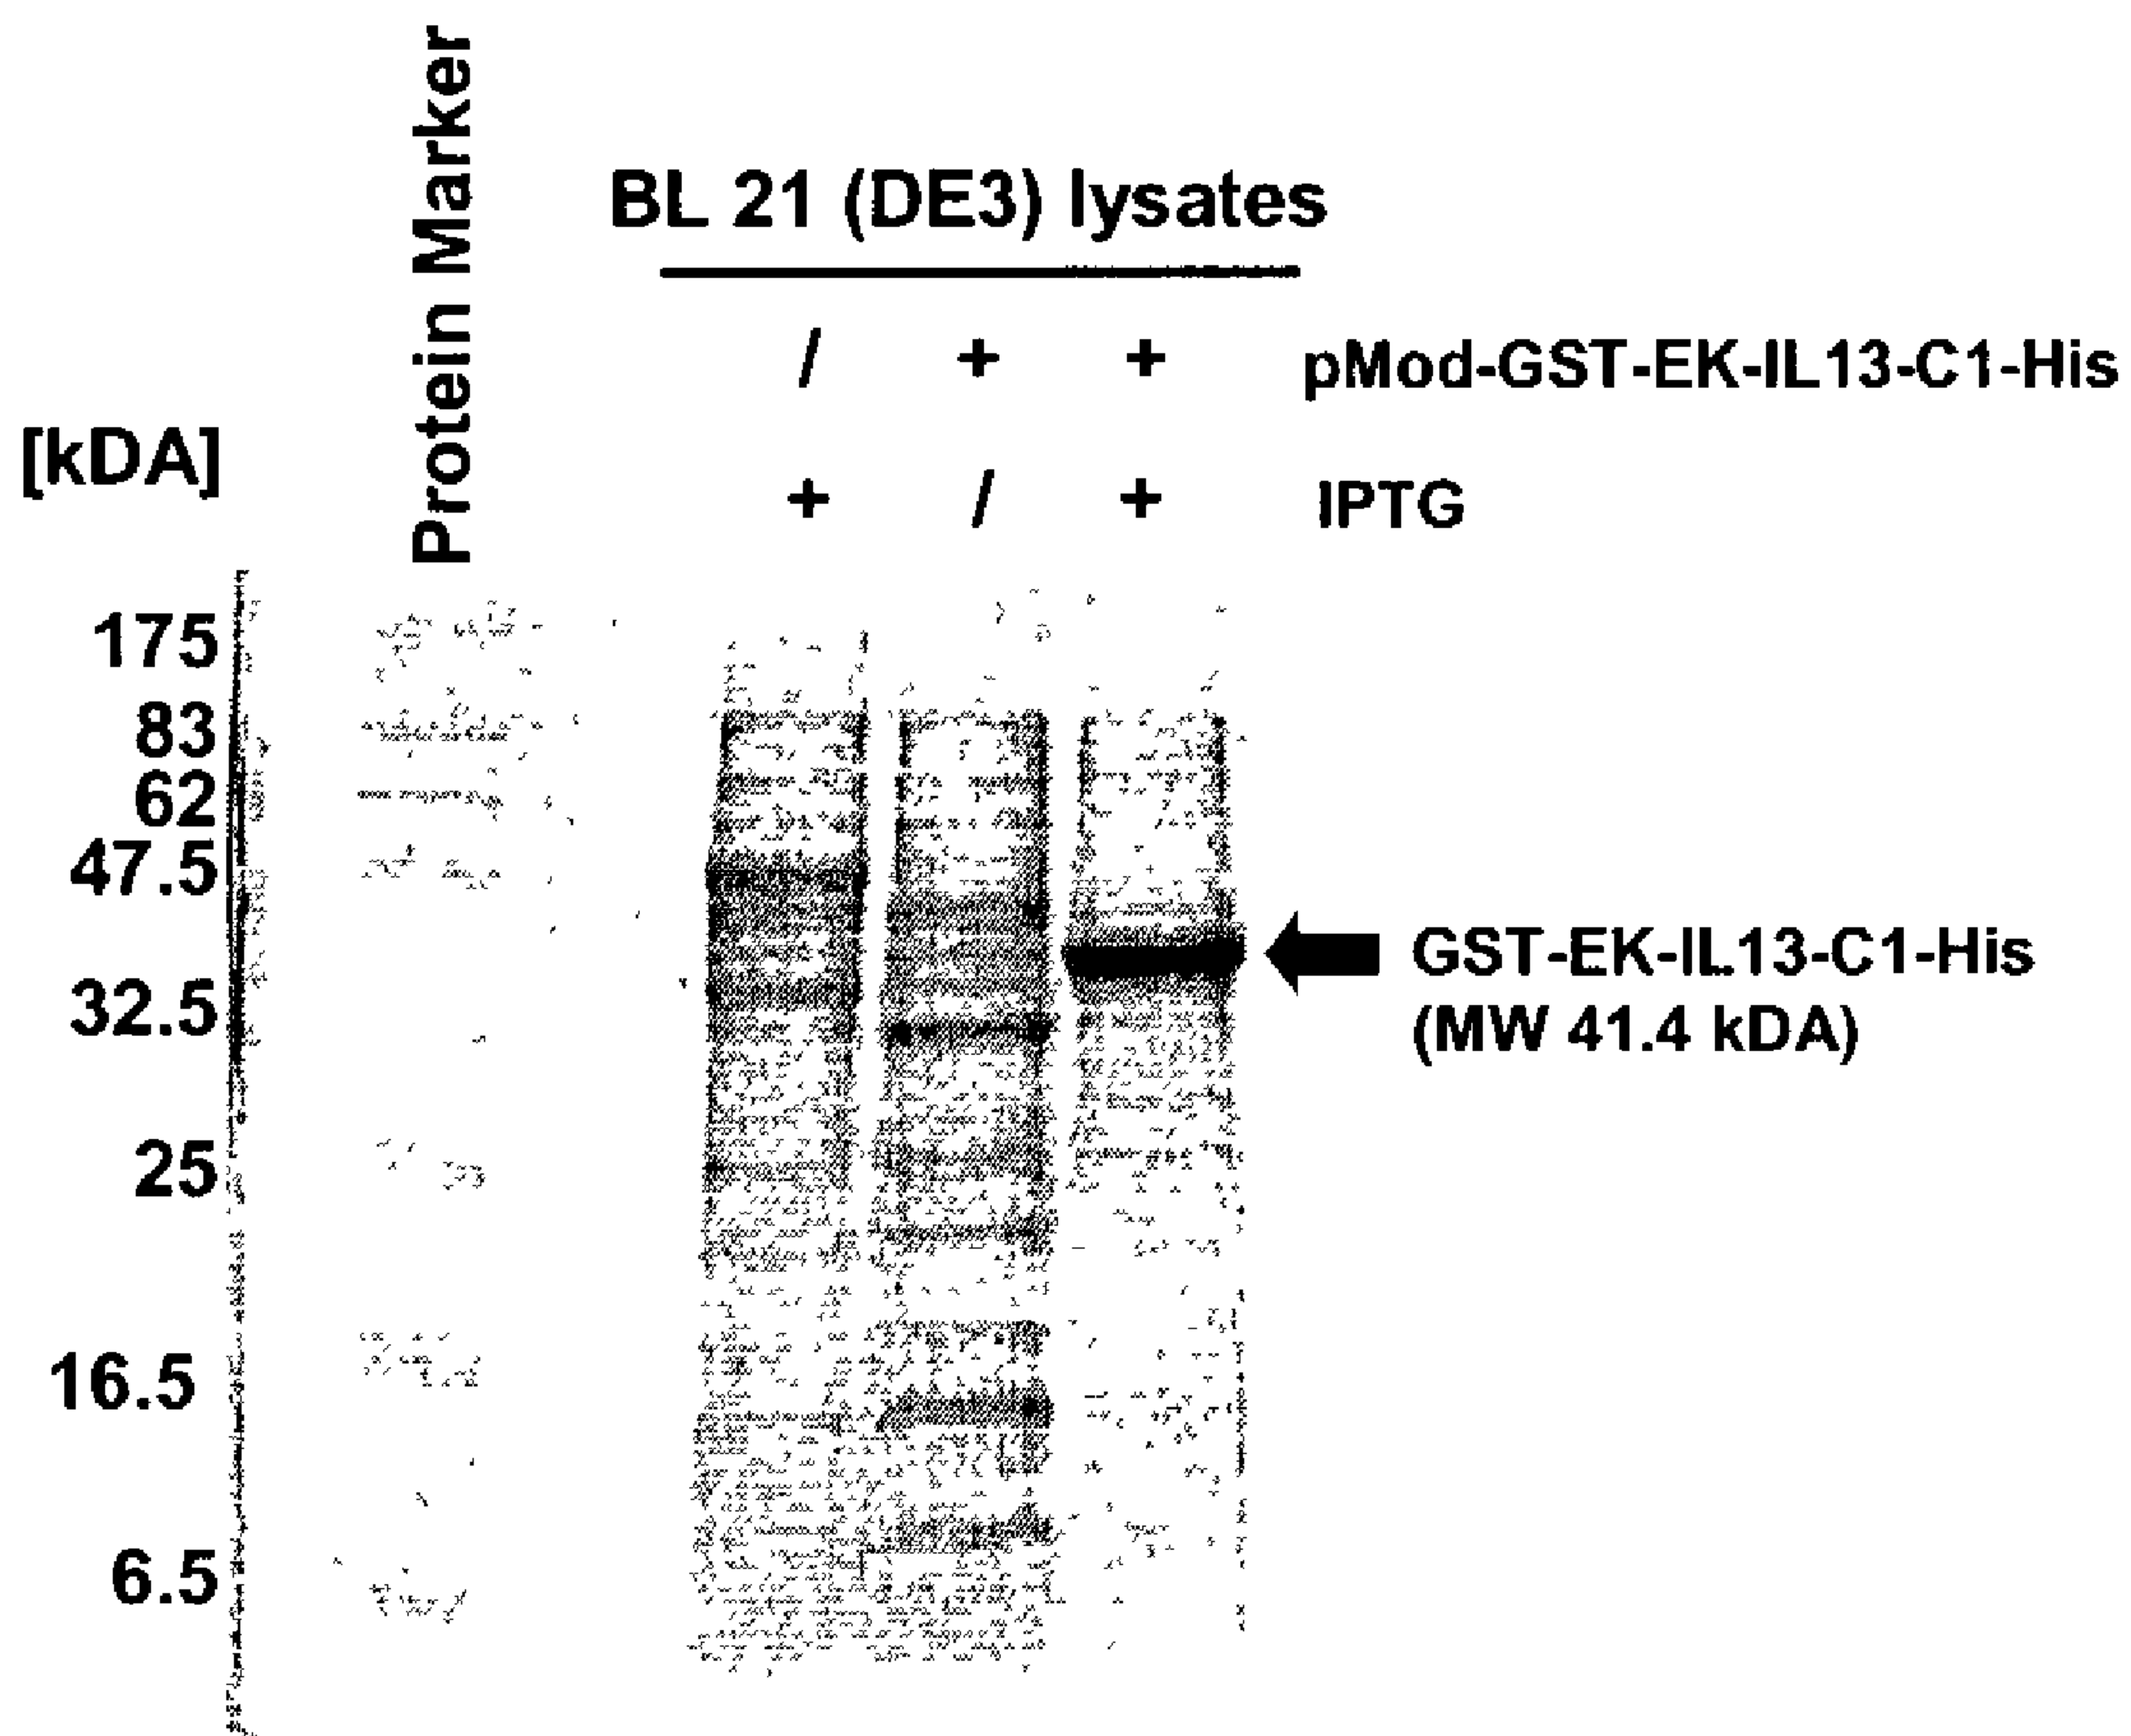 Protein Marker
BL 21 (DE3) lysates
/ + + pMod-GST-EK-IL13-C1-His
[kDA]
+ / + IPTG
175
83
62
47.5
32.5
25
16.5
6.5
GST-EK-IL13-C1-His
(MW 41.4 kDA)